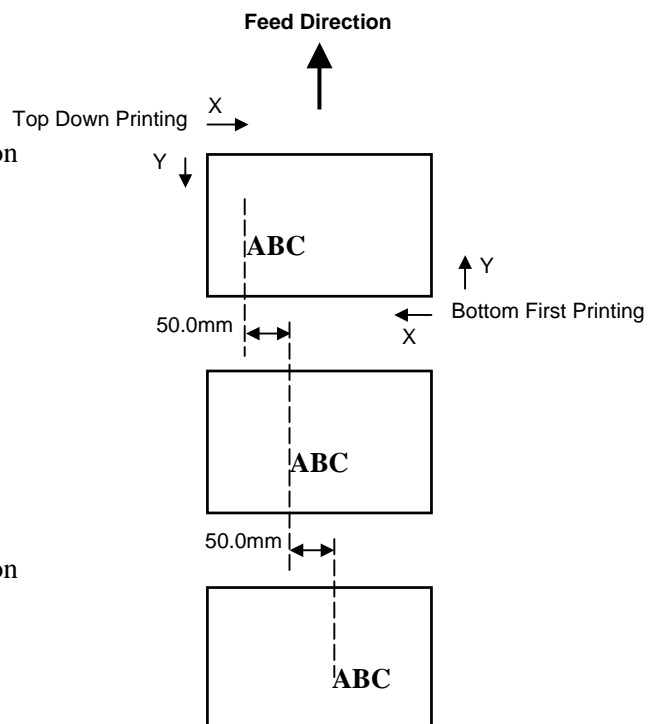 Feed Direction
X
Top Down Printing
on
Y
ABC
Y
50.0mm
X
Bottom First Printing
ABC
50.0mm
on
ABC